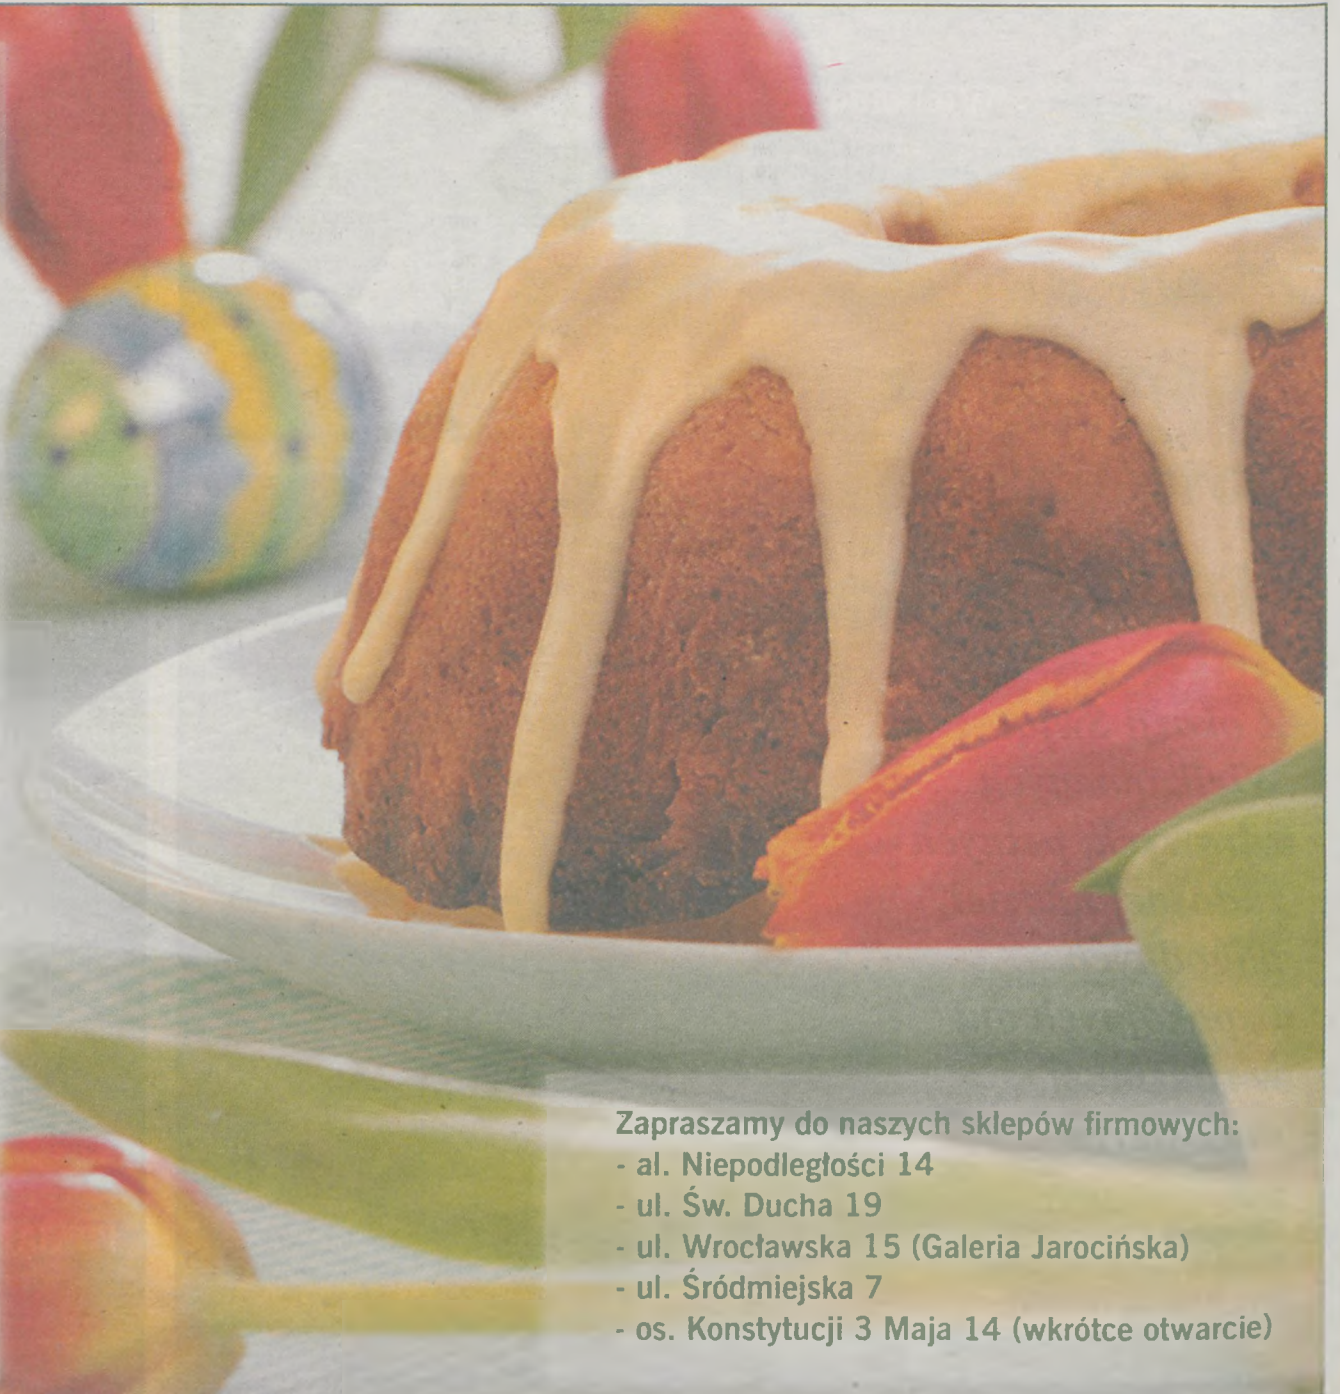 Zapraszamy do naszych sklepów firmowych:
- al. Niepodległości 14
- ul. Św. Ducha 19
- ul. Wrocławska 15 (Galeria Jarocińska)
- ul. Śródmiejska 7
- os. Konstytucji 3 Maja 14 (wkrótce otwarcie)